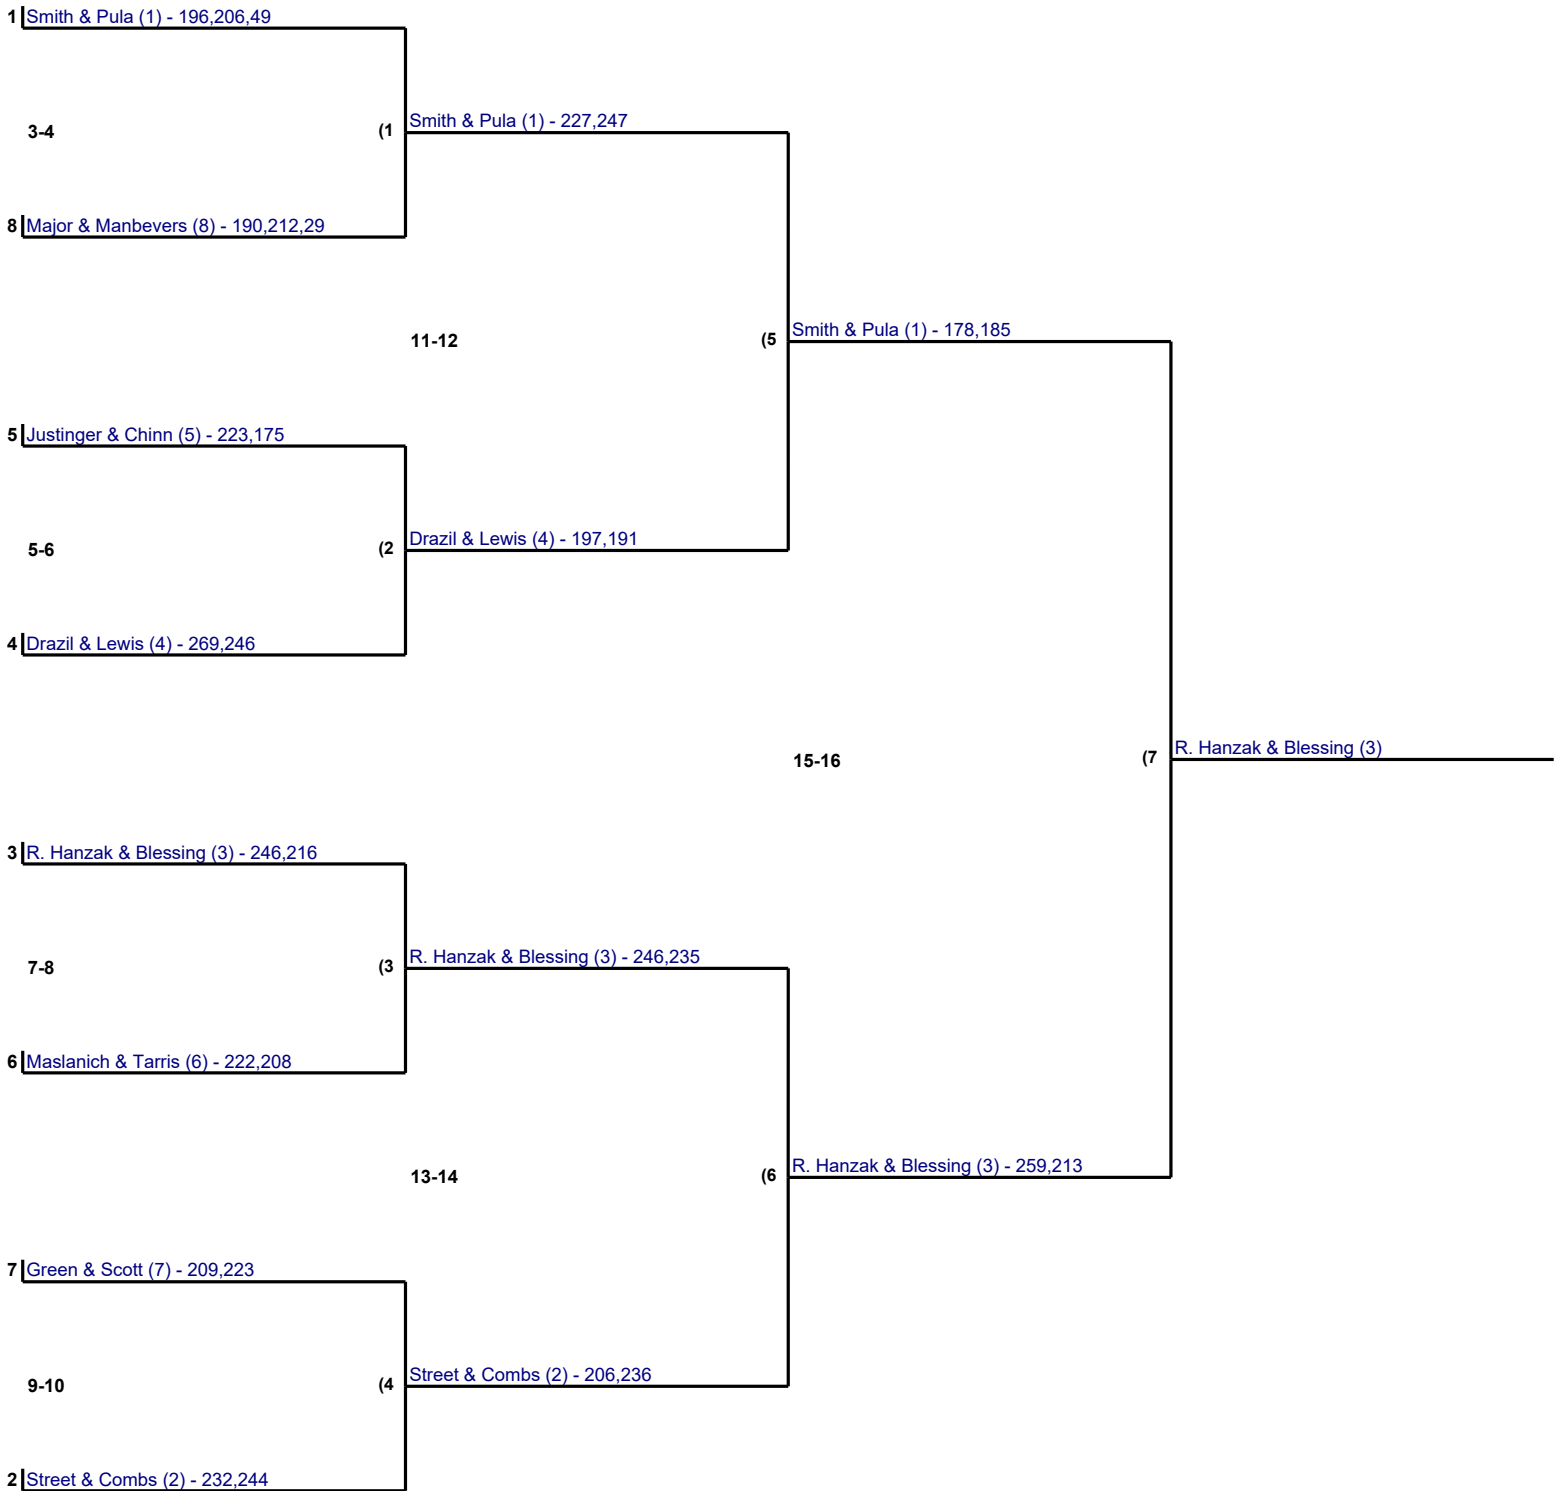 1 Smith & Pula (1) - 196,206,49
3-4 (1 Smith & Pula (1) - 227,247
8 Major & Manbevers (8) - 190,212,29
11-12 (5 Smith & Pula (1) - 178,185
5 Justinger & Chinn (5) - 223,175
5-6 (2 Drazil & Lewis (4) - 197,191
4 Drazil & Lewis (4) - 269,246
15-16 (7 R. Hanzak & Blessing (3)
3 R. Hanzak & Blessing (3) - 246,216
7-8 (3 R. Hanzak & Blessing (3) - 246,235
6 Maslanich & Tarris (6) - 222,208
13-14 (6 R. Hanzak & Blessing (3) - 259,213
7 Green & Scott (7) - 209,223
9-10 (4 Street & Combs (2) - 206,236
2 Street & Combs (2) - 232,244